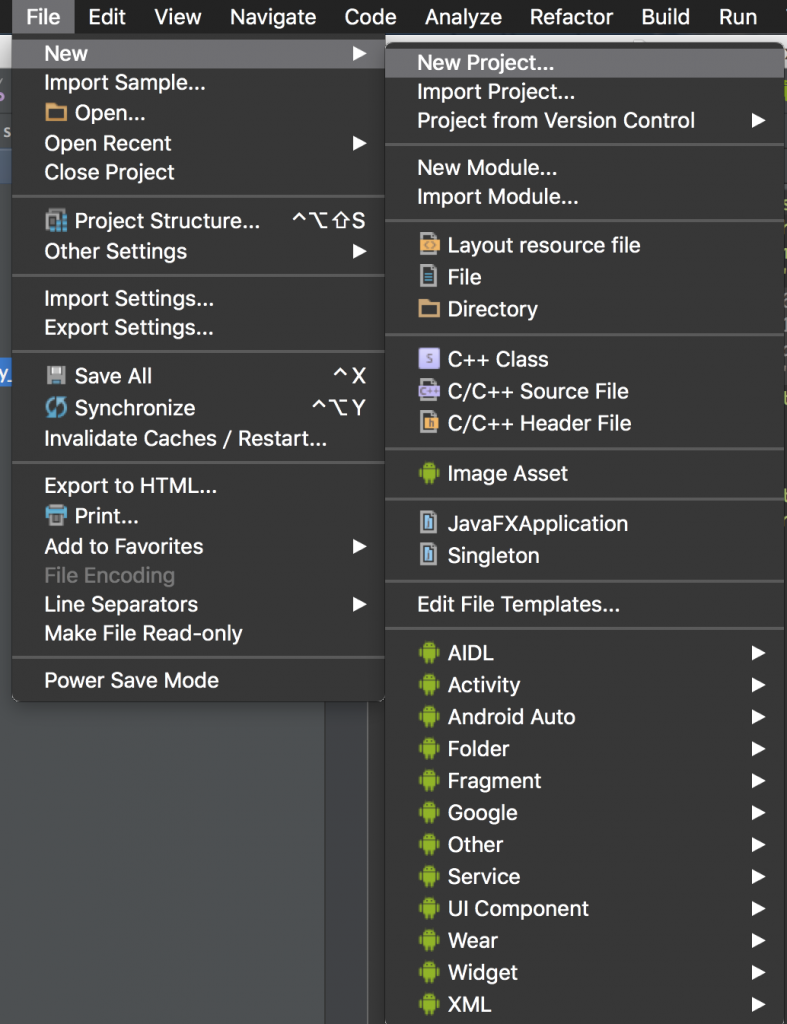 File Edit View Navigate Code Analyze Refactor Build Run
New
Import Sample...
Open...
Open Recent
Close Project
Project Structure... ^⌥⇧S
Other Settings
Import Settings...
Export Settings...
Save All ^X
Synchronize ^⌥Y
Invalidate Caches / Restart...
Export to HTML...
Print...
Add to Favorites
File Encoding
Line Separators
Make File Read-only
Power Save Mode
New Project...
Import Project...
Project from Version Control
New Module...
Import Module...
Layout resource file
File
Directory
S C++ Class
C++ C/C++ Source File
h C/C++ Header File
Image Asset
JavaFXApplication
Singleton
Edit File Templates...
AIDL
Activity
Android Auto
Folder
Fragment
Google
Other
Service
UI Component
Wear
Widget
XML